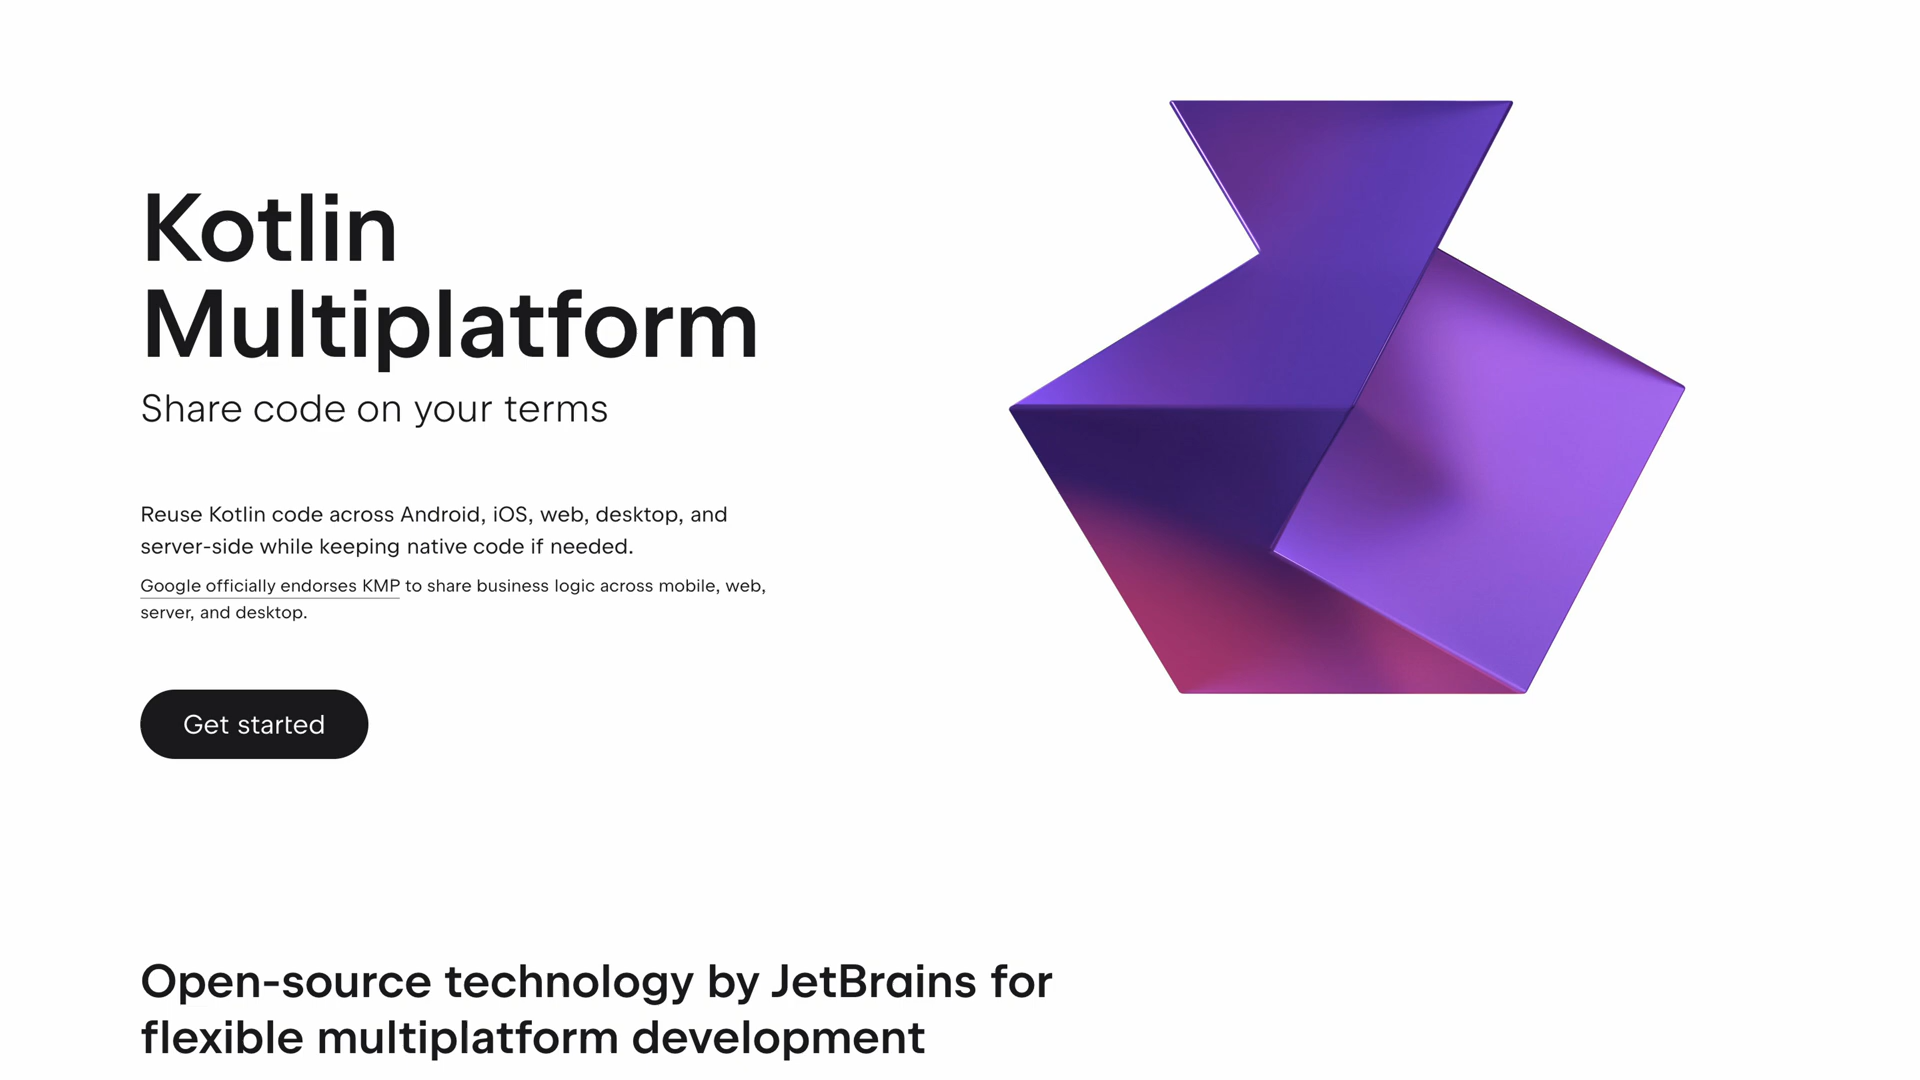 Kotlin
Multiplatform
Share code on your terms
Reuse Kotlin code across Android, iOS, web, desktop, and
server-side while keeping native code if needed.
Google officially endorses KMP to share business logic across mobile, web,
server, and desktop.
Get started
Open-source technology by JetBrains for
flexible multiplatform development